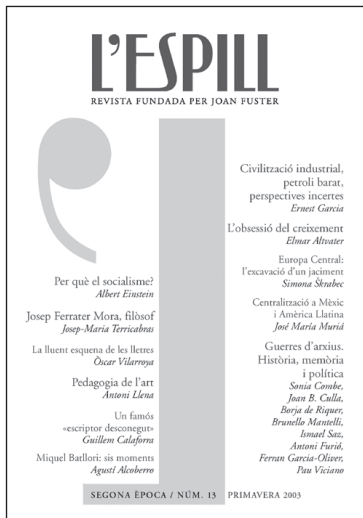 L'ESPILL
REVISTA FUNDADA PER JOAN FUSTER
Per què el socialisme?
Albert Einstein
Josep Ferrater Mora, filòsof
Josep-Maria Terricabras
La lluent esquena de les lletres
Òscar Vilarroya
Pedagogia de l'art
Antoni Llena
Un famós
«escriptor desconegut»
Guillem Calaforra
Miquel Batllori: sis moments
Agustí Alcoberro
Civilització industrial,
petroli barat,
perspectives incertes
Ernest Garcia
L'obsessió del creixement
Elmar Altvater
Europa Central:
l'excavació d'un jaciment
Simona Škrabec
Centralització a Mèxic
i Amèrica Llatina
José María Muriá
Guerres d'arxius.
Història, memòria
i política
Sonia Combe,
Joan B. Culla,
Borja de Riquer,
Brunello Mantelli,
Ismael Saz,
Antoni Furió,
Ferran Garcia-Oliver,
Pau Viciano
SEGONA ÈPOCA / NÚM. 13 PRIMAVERA 2003